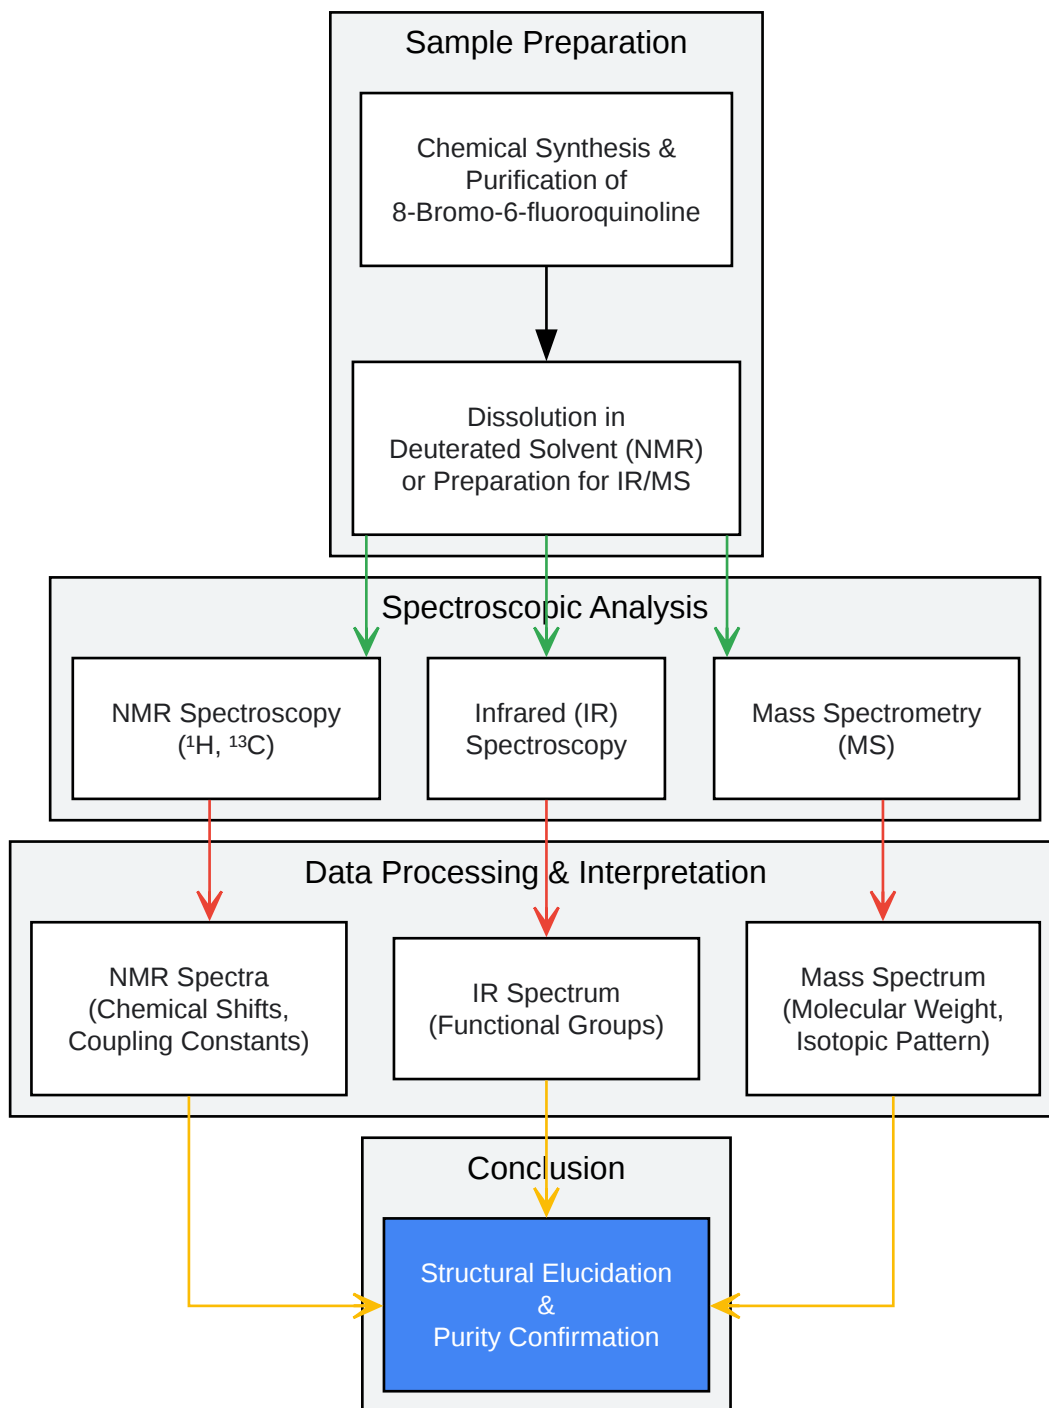 Sample Preparation
Chemical Synthesis &
Purification of
8-Bromo-6-fluoroquinoline
Dissolution in
Deuterated Solvent (NMR)
or Preparation for IR/MS
Spectroscopic Analysis
NMR Spectroscopy
(¹H, ¹³C)
Infrared (IR)
Spectroscopy
Mass Spectrometry
(MS)
Data Processing & Interpretation
NMR Spectra
(Chemical Shifts,
Coupling Constants)
IR Spectrum
(Functional Groups)
Mass Spectrum
(Molecular Weight,
Isotopic Pattern)
Conclusion
Structural Elucidation
&
Purity Confirmation